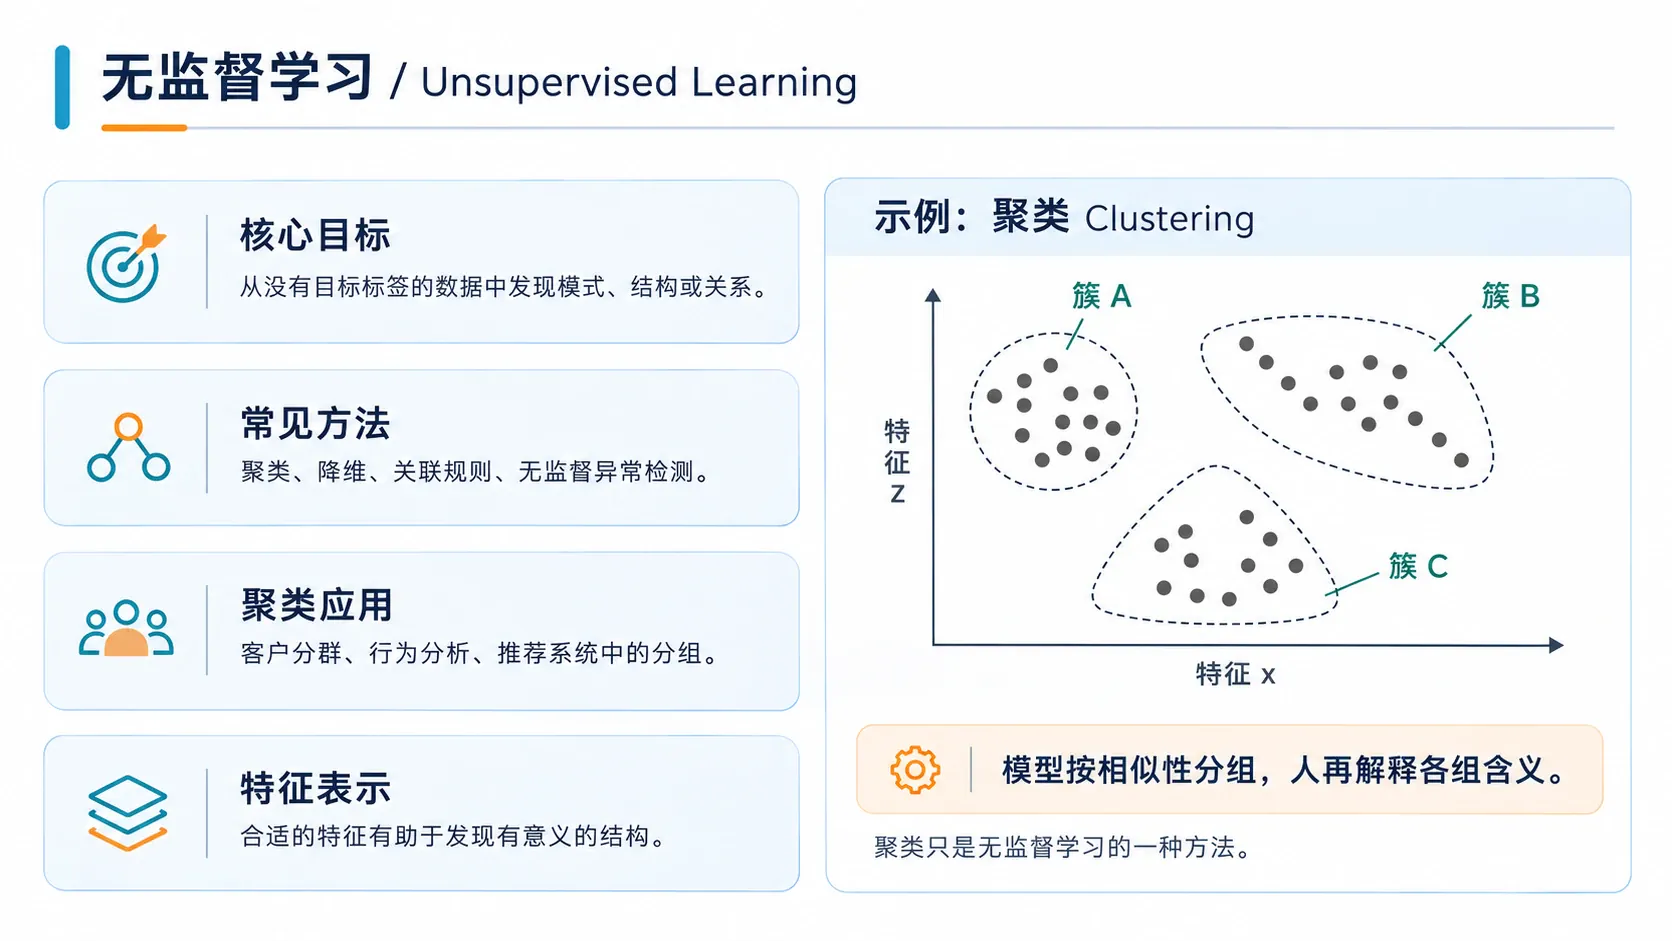 无监督学习 / Unsupervised Learning
核心目标
从没有目标标签的数据中发现模式、结构或关系。
常见方法
聚类、降维、关联规则、无监督异常检测。
聚类应用
客户分群、行为分析、推荐系统中的分组。
特征表示
合适的特征有助于发现有意义的结构。
示例：聚类 Clustering
簇 A
簇 B
特征 Z
簇 C
特征 x
模型按相似性分组，人再解释各组含义。
聚类只是无监督学习的一种方法。